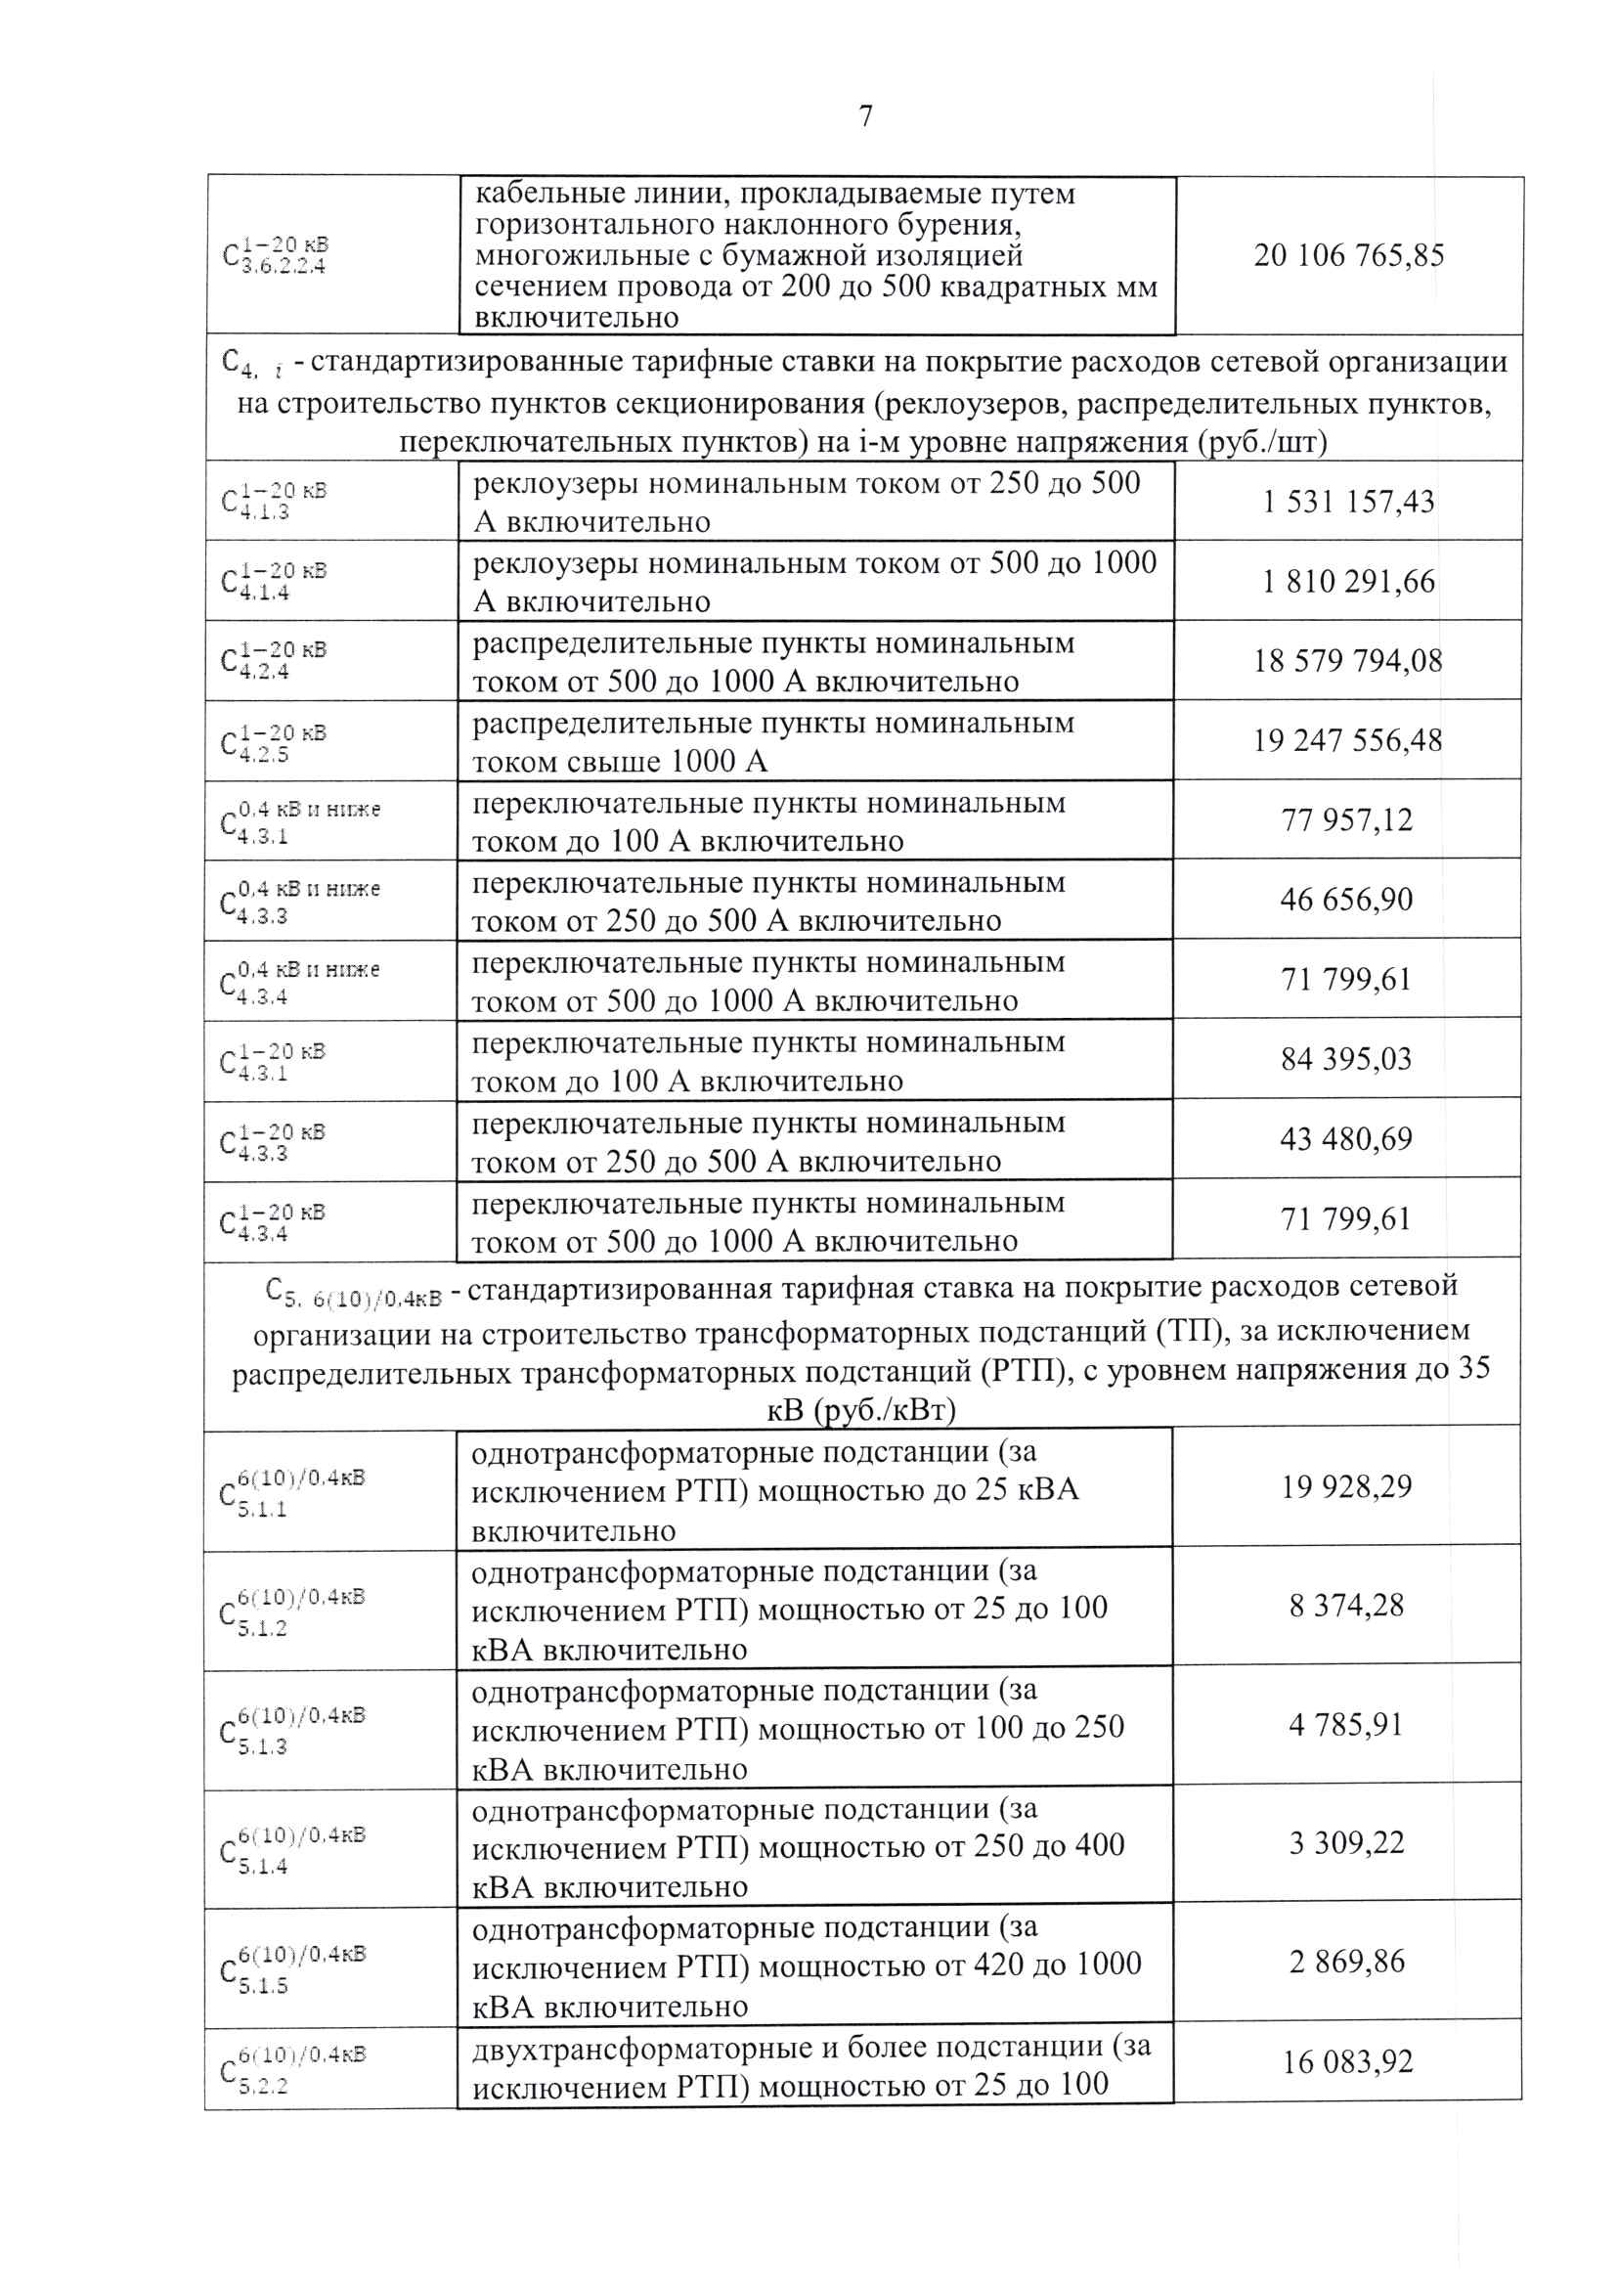 7
кабельные линии, прокладываемые путем
горизонтального наклонного бурения,
C 1−20 кВ 3.6.2.2.4 многожильные с бумажной изоляцией 20 106 765,85
сечением провода от 200 до 500 квадратных мм
включительно
C4, i - стандартизированные тарифные ставки на покрытие расходов сетевой организации
на строительство пунктов секционирования (реклоузеров, распределительных пунктов,
переключательных пунктов) на i-м уровне напряжения (руб./шт)
C 1−20 кВ 4.1.3 реклоузеры номинальным током от 250 до 500 1 531 157,43
А включительно
C 1−20 кВ 4.1.4 реклоузеры номинальным током от 500 до 1000 1 810 291,66
А включительно
C 1−20 кВ 4.2.4 распределительные пункты номинальным 18 579 794,08
током от 500 до 1000 А включительно
C 1−20 кВ 4.2.5 распределительные пункты номинальным 19 247 556,48
током свыше 1000 А
C 0,4 кВ и ниже 4.3.1 переключательные пункты номинальным 77 957,12
током до 100 А включительно
C 0,4 кВ и ниже 4.3.3 переключательные пункты номинальным 46 656,90
током от 250 до 500 А включительно
C 0,4 кВ и ниже 4.3.4 переключательные пункты номинальным 71 799,61
током от 500 до 1000 А включительно
C 1−20 кВ 4.3.1 переключательные пункты номинальным 84 395,03
током до 100 А включительно
C 1−20 кВ 4.3.3 переключательные пункты номинальным 43 480,69
током от 250 до 500 А включительно
C 1−20 кВ 4.3.4 переключательные пункты номинальным 71 799,61
током от 500 до 1000 А включительно
C5, 6(10)/0,4кВ - стандартизированная тарифная ставка на покрытие расходов сетевой
организации на строительство трансформаторных подстанций (ТП), за исключением
распределительных трансформаторных подстанций (РТП), с уровнем напряжения до 35
кВ (руб./кВт)
однотрансформаторные подстанции (за
C 6(10)/0,4кВ 5.1.1 исключением РТП) мощностью до 25 кВА 19 928,29
включительно
однотрансформаторные подстанции (за
C 6(10)/0,4кВ 5.1.2 исключением РТП) мощностью от 25 до 100 8 374,28
кВА включительно
однотрансформаторные подстанции (за
C 6(10)/0,4кВ 5.1.3 исключением РТП) мощностью от 100 до 250 4 785,91
кВА включительно
однотрансформаторные подстанции (за
C 6(10)/0,4кВ 5.1.4 исключением РТП) мощностью от 250 до 400 3 309,22
кВА включительно
однотрансформаторные подстанции (за
C 6(10)/0,4кВ 5.1.5 исключением РТП) мощностью от 420 до 1000 2 869,86
кВА включительно
C 6(10)/0,4кВ 5.2.2 двухтрансформаторные и более подстанции (за 16 083,92
исключением РТП) мощностью от 25 до 100